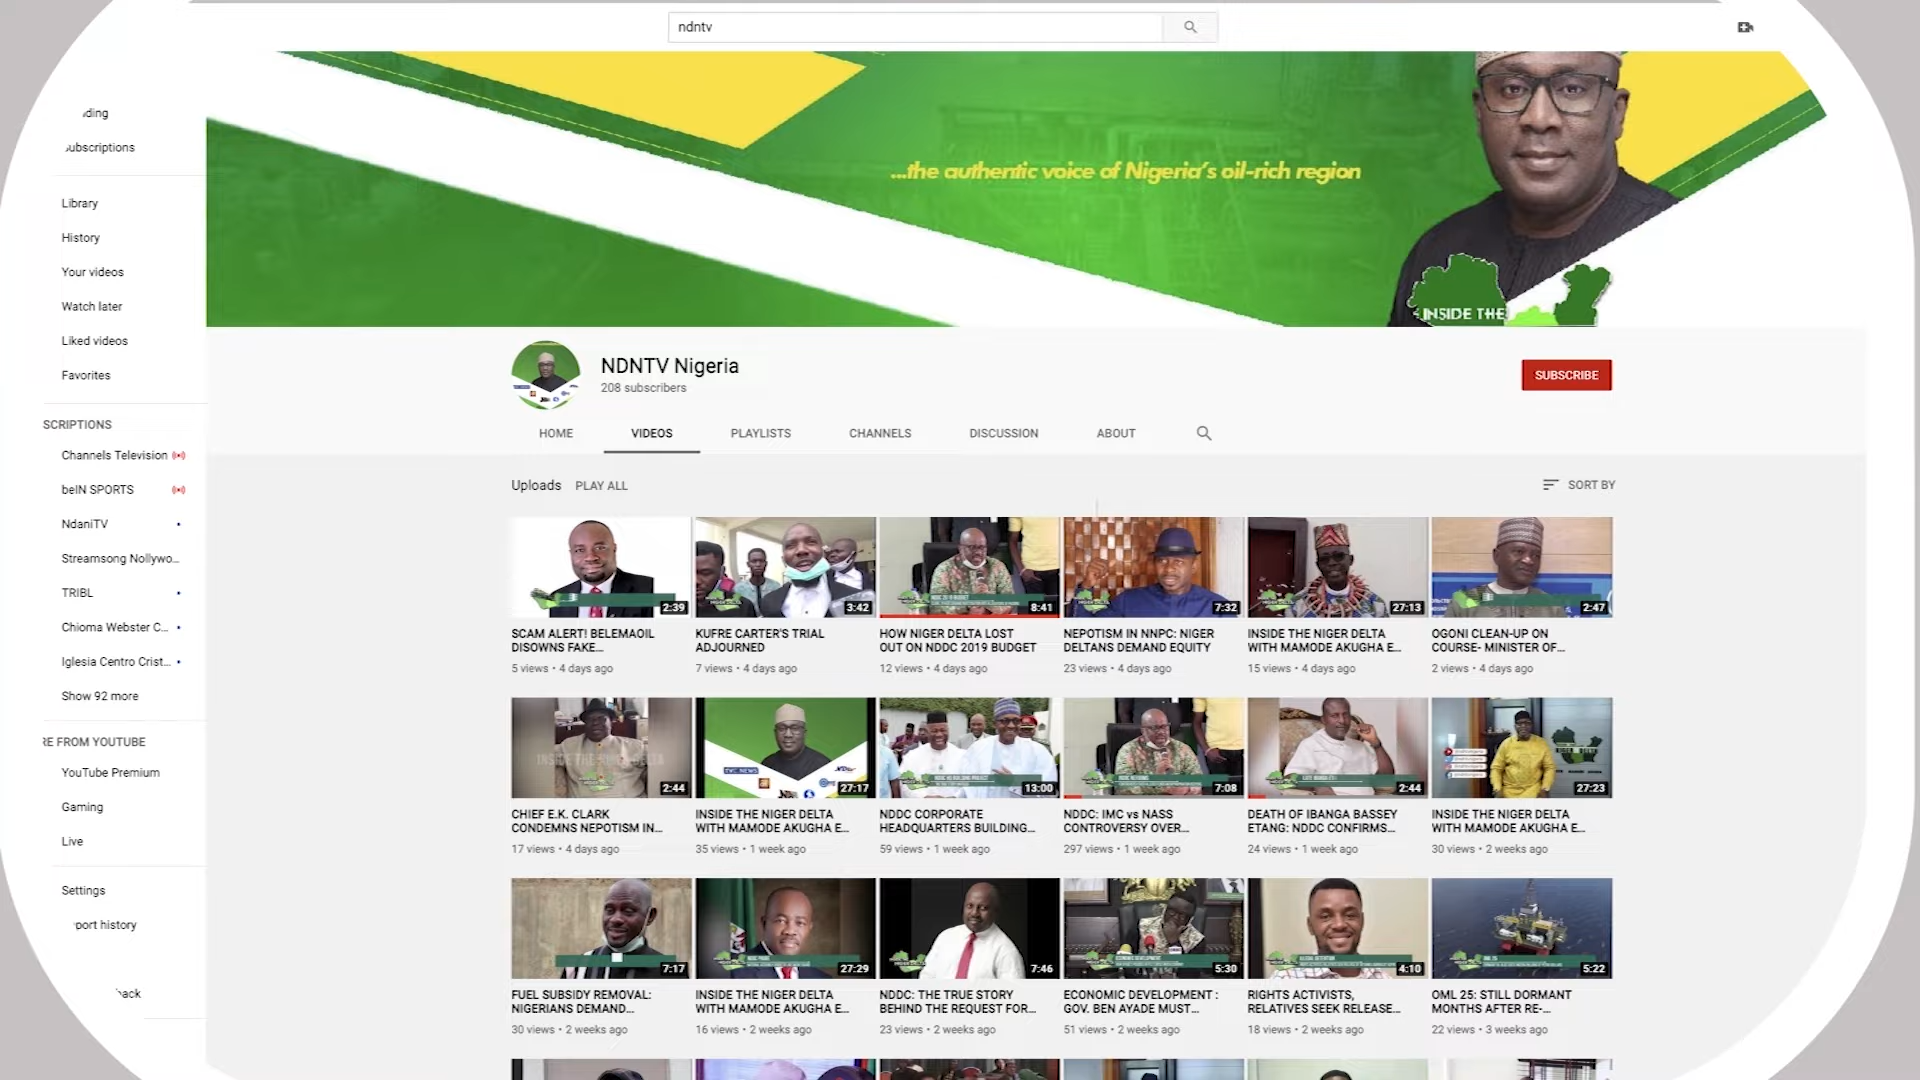 ndntv
ding
ubscriptions
Library
History
Your videos
Watch later
Liked videos
Favorites
SCRIPTIONS
Channels Television
beIN SPORTS
NdaniTV
Streamsong Nollywo...
TRIBL
Chioma Webster C...
Iglesia Centro Crist...
Show 92 more
RE FROM YOUTUBE
YouTube Premium
Gaming
Live
Settings
port history
back
...the authentic voice of Nigeria's oil-rich region
INSIDE THE
NDNTV Nigeria
208 subscribers
SUBSCRIBE
HOME VIDEOS PLAYLISTS CHANNELS DISCUSSION ABOUT
Uploads PLAY ALL SORT BY
2:39 3:42 8:41 7:32 27:13 2:47
SCAM ALERT! BELEMAOIL
DISOWNS FAKE...
5 views • 4 days ago
KUFRE CARTER'S TRIAL
ADJOURNED
7 views • 4 days ago
HOW NIGER DELTA LOST
OUT ON NDDC 2019 BUDGET
12 views • 4 days ago
NEPOTISM IN NNPC: NIGER
DELTANS DEMAND EQUITY
23 views • 4 days ago
INSIDE THE NIGER DELTA
WITH MAMODE AKUGHA E...
15 views • 4 days ago
OGONI CLEAN-UP ON
COURSE- MINISTER OF...
2 views • 4 days ago
2:44 27:17 13:00 7:08 2:44 27:23
CHIEF E.K. CLARK
CONDEMNS NEPOTISM IN...
17 views • 4 days ago
INSIDE THE NIGER DELTA
WITH MAMODE AKUGHA E...
35 views • 1 week ago
NDDC CORPORATE
HEADQUARTERS BUILDING...
59 views • 1 week ago
NDDC: IMC vs NASS
CONTROVERSY OVER...
297 views • 1 week ago
DEATH OF IBANGA BASSEY
ETANG: NDDC CONFIRMS...
24 views • 1 week ago
INSIDE THE NIGER DELTA
WITH MAMODE AKUGHA E...
30 views • 2 weeks ago
7:17 27:29 7:46 5:30 4:10 5:22
FUEL SUBSIDY REMOVAL:
NIGERIANS DEMAND...
30 views • 2 weeks ago
INSIDE THE NIGER DELTA
WITH MAMODE AKUGHA E...
16 views • 2 weeks ago
NDDC: THE TRUE STORY
BEHIND THE REQUEST FOR...
23 views • 2 weeks ago
ECONOMIC DEVELOPMENT :
GOV. BEN AYADE MUST...
51 views • 2 weeks ago
RIGHTS ACTIVISTS,
RELATIVES SEEK RELEASE...
18 views • 2 weeks ago
OML 25: STILL DORMANT
MONTHS AFTER RE-...
22 views • 3 weeks ago